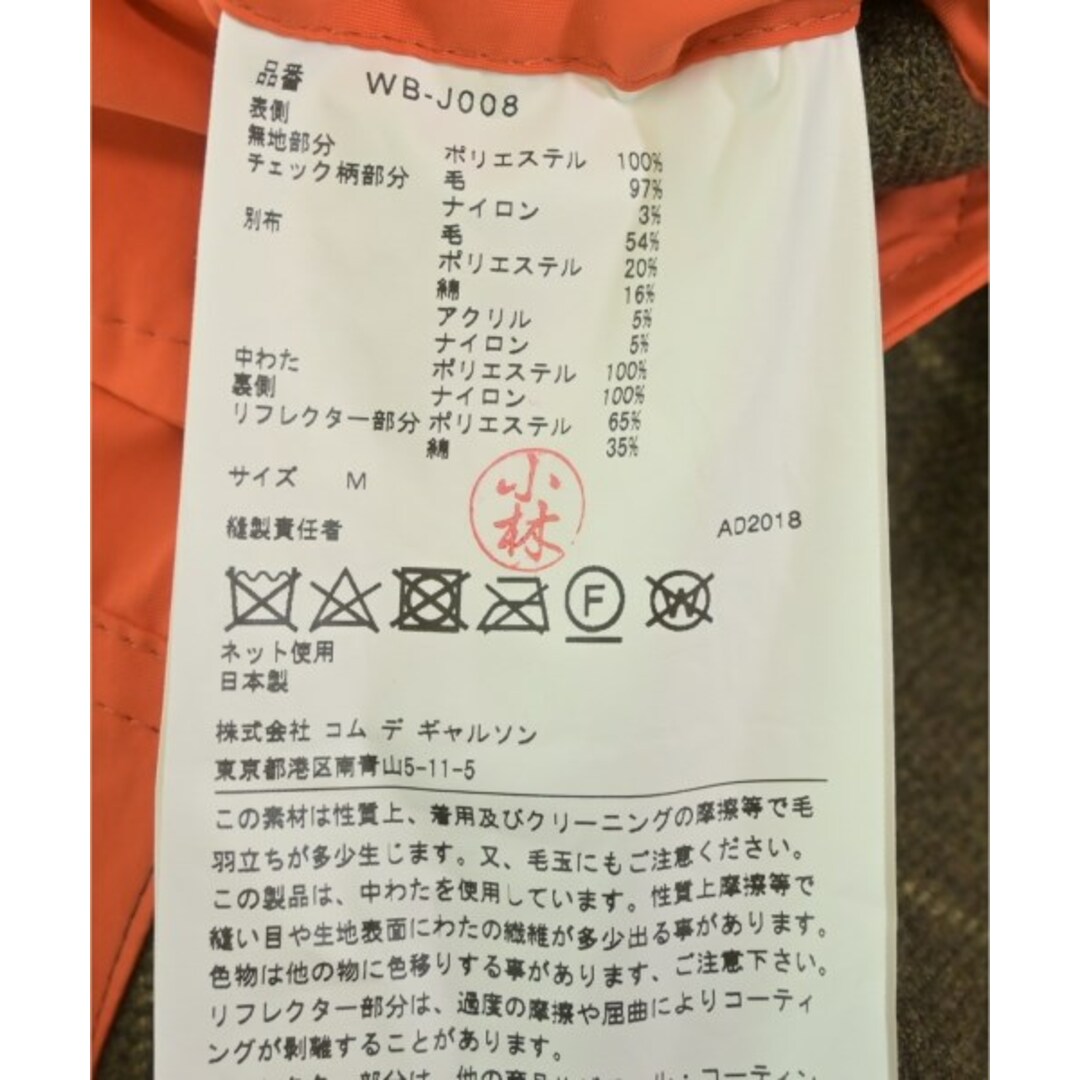 品番 WB-J008
表側
無地部分 ポリエステル 100%
チェック柄部分 毛 97%
ナイロン 3%
別布 毛 54%
ポリエステル 20%
綿 16%
アクリル 5%
ナイロン 5%
中わた ポリエステル 100%
裏側 ナイロン 100%
リフレクター部分 ポリエステル 65%
綿 35%
サイズ M
小林
縫製責任者 AD2018
F W
ネット使用
日本製
株式会社 コム デ ギャルソン
東京都港区南青山5-11-5
この素材は性質上、着用及びクリーニングの摩擦等で毛
羽立ちが多少生じます。又、毛玉にもご注意ください。
この製品は、中わたを使用しています。性質上摩擦等で
縫い目や生地表面にわたの繊維が多少出る事があります。
色物は他の物に色移りする事があります、ご注意下さい。
リフレクター部分は、過度の摩擦や屈曲によりコーティ
ングが剥離することがあります。